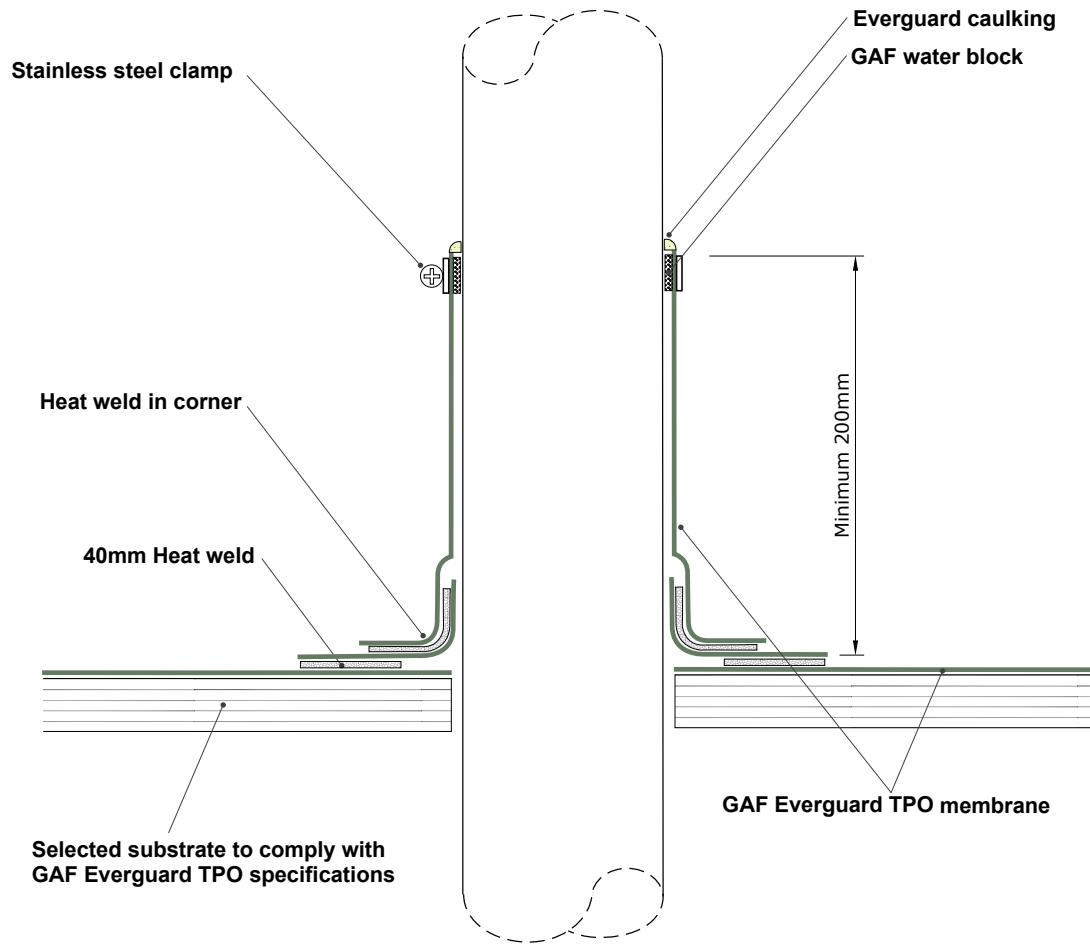 Everguard caulking
GAF water block
Stainless steel clamp
Minimum 200mm
Heat weld in corner
40mm Heat weld
GAF Everguard TPO membrane
Selected substrate to comply with
GAF Everguard TPO specifications